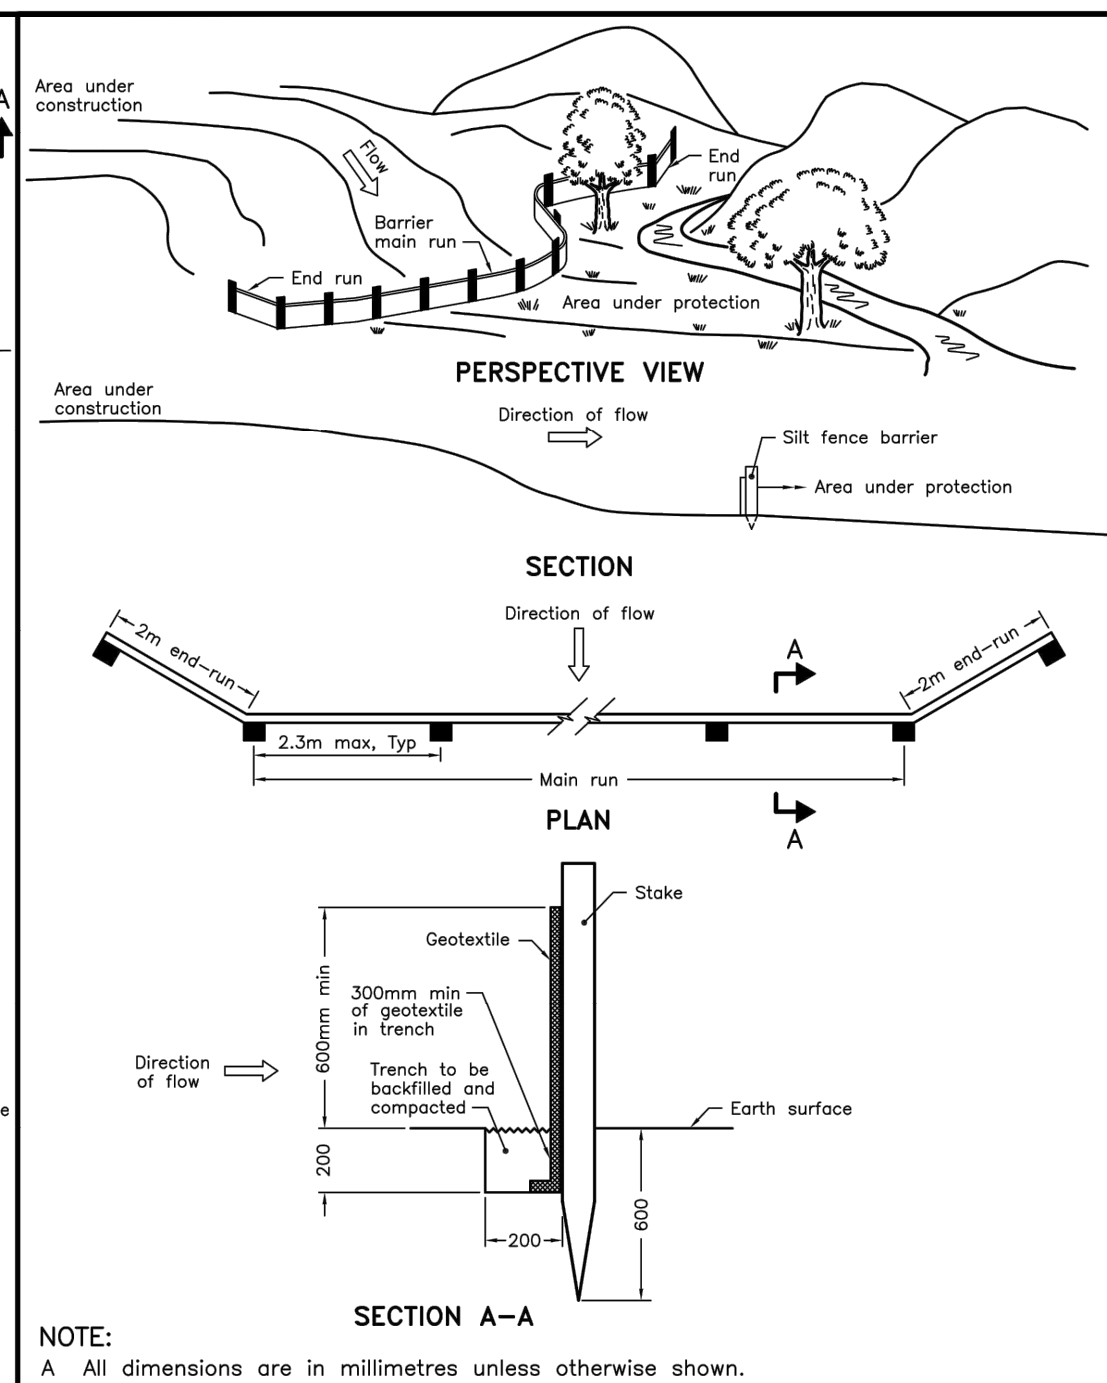 A
Area under
construction
Flow
End
run
Barrier
main run
End run
Area under protection
PERSPECTIVE VIEW
Area under
construction
Direction of flow
Silt fence barrier
Area under protection
SECTION
Direction of flow
2m end-run
A
2m end-run
2.3m max, Typ
Main run
PLAN
A
Stake
Geotextile
600mm min
300mm min
of geotextile
in trench
Direction
of flow
Trench to be
backfilled and
compacted
Earth surface
e
200
600
200
SECTION A-A
NOTE:
A All dimensions are in millimetres unless otherwise shown.